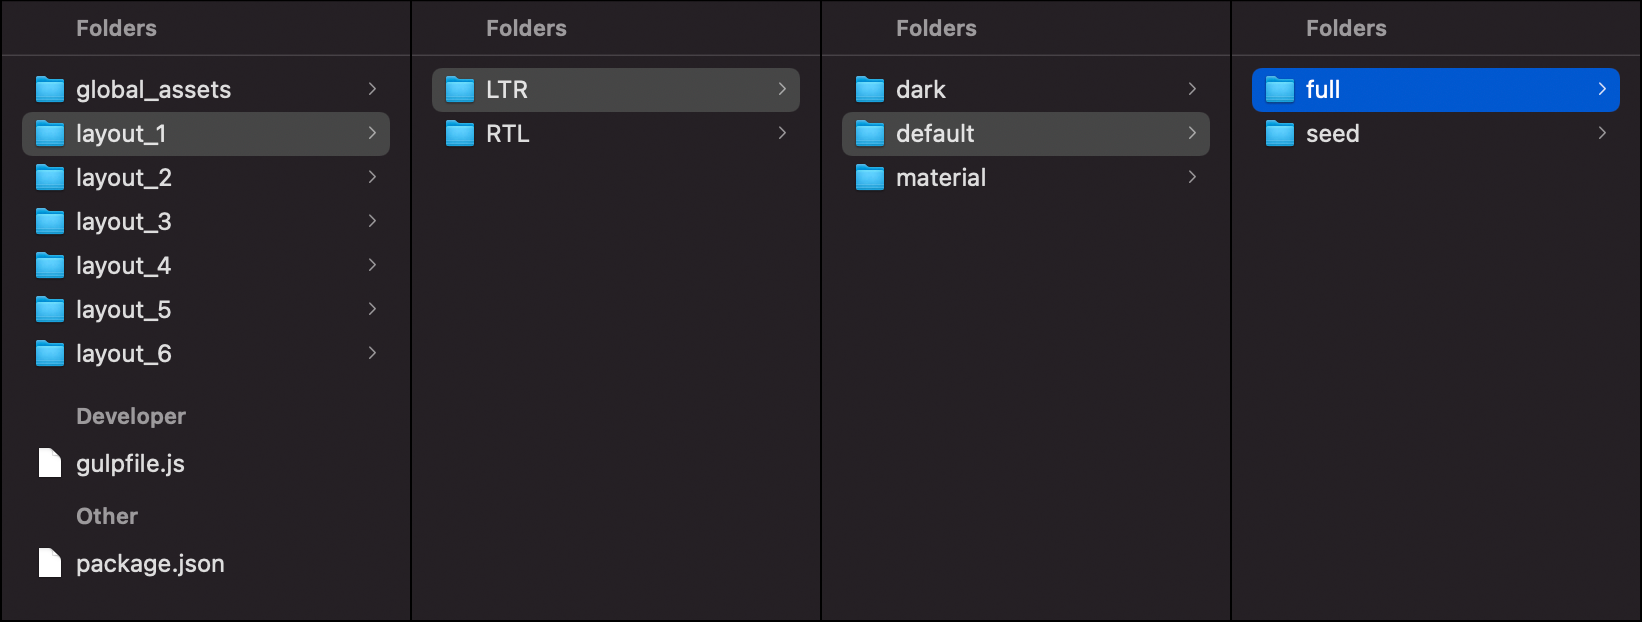 Folders
global_assets
layout_1
layout_2
layout_3
layout_4
layout_5
layout_6
Developer
gulpfile.js
Other
package.json
Folders
LTR
RTL
Folders
dark
default
material
Folders
full
seed